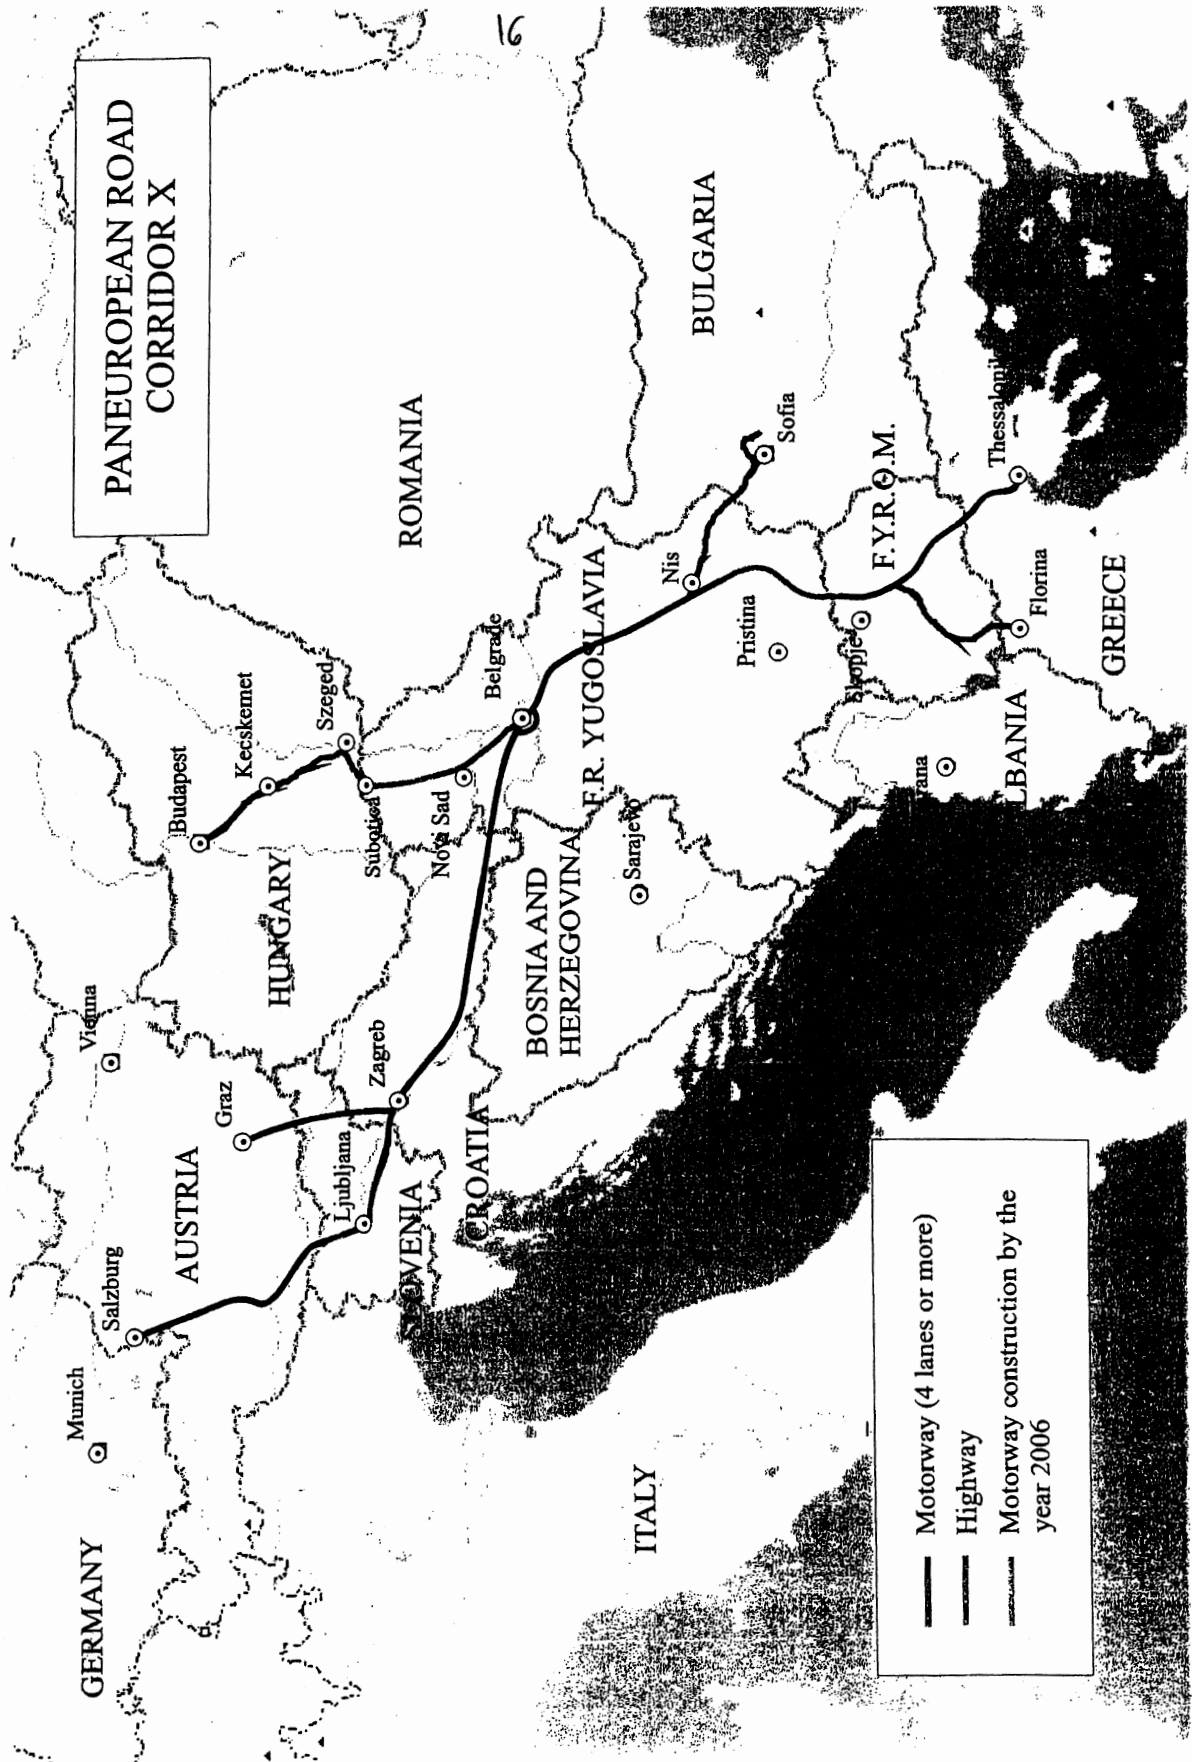 16
PANEUROPEAN ROAD
CORRIDOR X
GERMANY
Munich
Salzburg
Vienna
AUSTRIA
Graz
Budapest
Kecskemet
HUNGARY
Szeged
Ljubljana
Zagreb
Subotica
SLOVENIA
CROATIA
Novi Sad
ROMANIA
Belgrade
BOSNIA AND
HERZEGOVINA
F.R. YUGOSLAVIA
Sarajevo
ITALY
Nis
BULGARIA
Pristina
Sofia
Skopje
F.Y.R.O.M.
Thessaloniki
Florina
GREECE
Motorway (4 lanes or more)
Highway
Motorway construction by the
year 2006